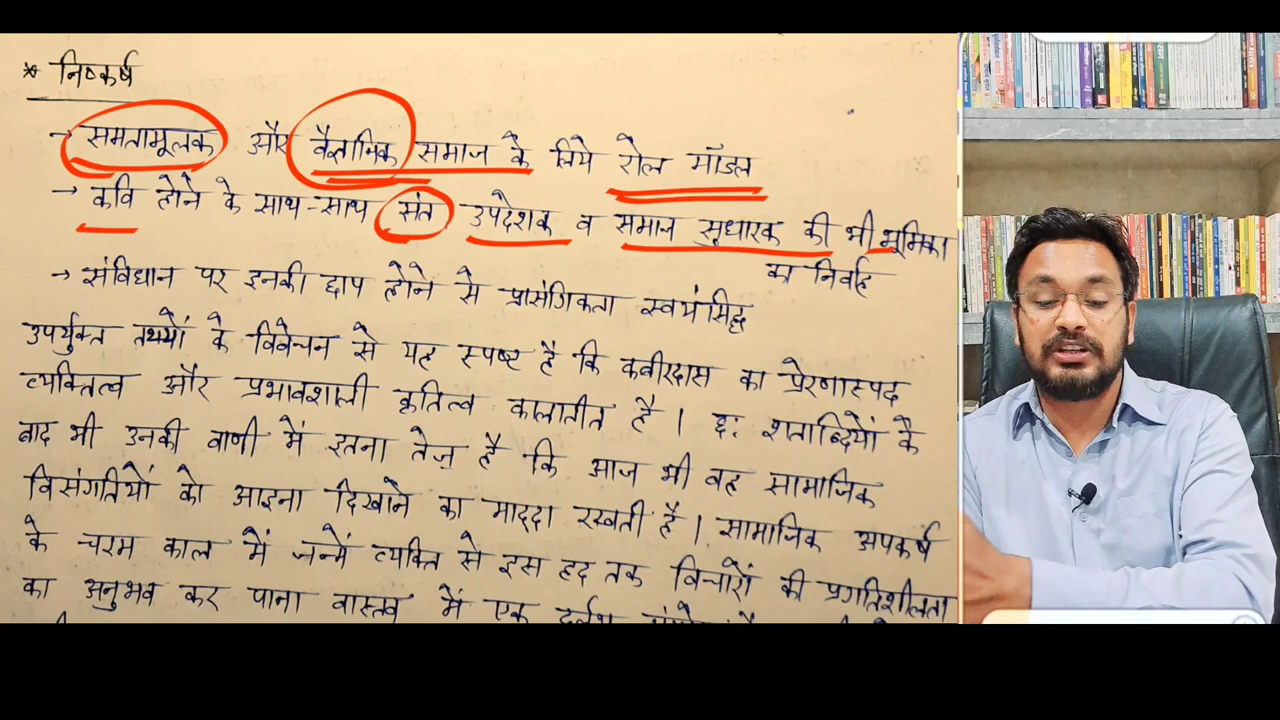 * निष्कर्ष
→ समतामूलक और वैज्ञानिक समाज के लिये रोल मॉडल
→ कवि होने के साथ-साथ संत उपदेशक व समाज सुधारक की भी भूमिका
का निर्वाह
→ संविधान पर इनकी छाप होने से प्रासंगिकता स्वयंसिद्ध
उपर्युक्त तथ्यों के विवेचन से यह स्पष्ट है कि कबीरदास का प्रेरणास्पद
व्यक्तित्व और प्रभावशाली कृतित्व कालातीत है। छः शताब्दियों के
बाद भी उनकी वाणी में इतना तेज़ है कि आज भी वह सामाजिक
विसंगतियों को आइना दिखाने का माद्दा रखती है। सामाजिक अपकर्ष
के चरम काल में जन्में व्यक्ति से इस हद तक विचारों की प्रगतिशीलता
का अनुभव कर पाना वास्तव में एक दुर्लभ